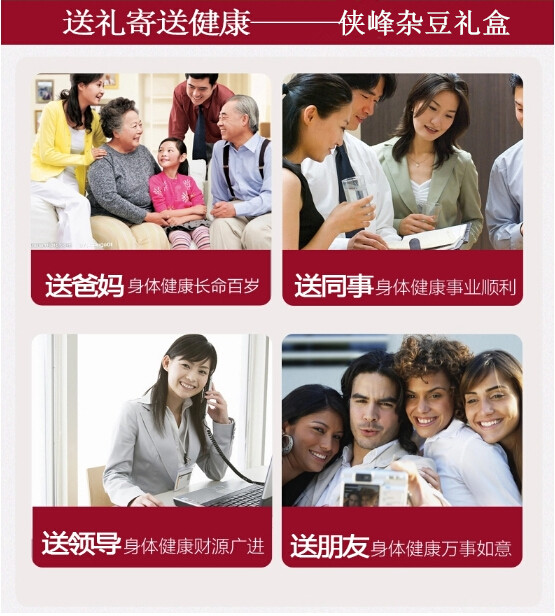 送礼寄送健康———侠峰杂豆礼盒
送爸妈 身体健康长命百岁
送同事 身体健康事业顺利
送领导 身体健康财源广进
送朋友 身体健康万事如意